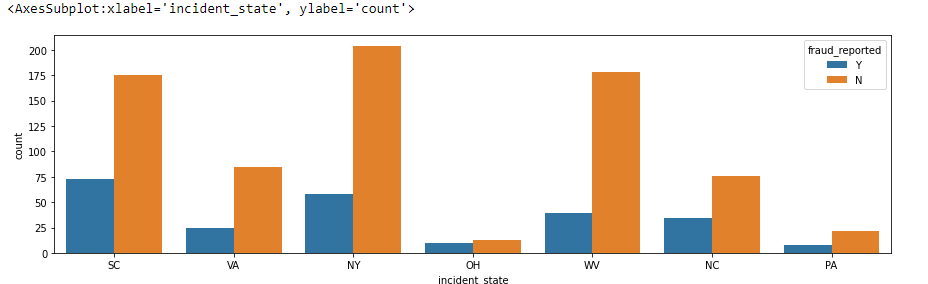 <AxesSubplot:xlabel='incident_state', ylabel='count'>
200
175
150
125
100
75
50
25
0
count
fraud_reported
Y
N
SC VA NY OH WV NC PA
incident_state